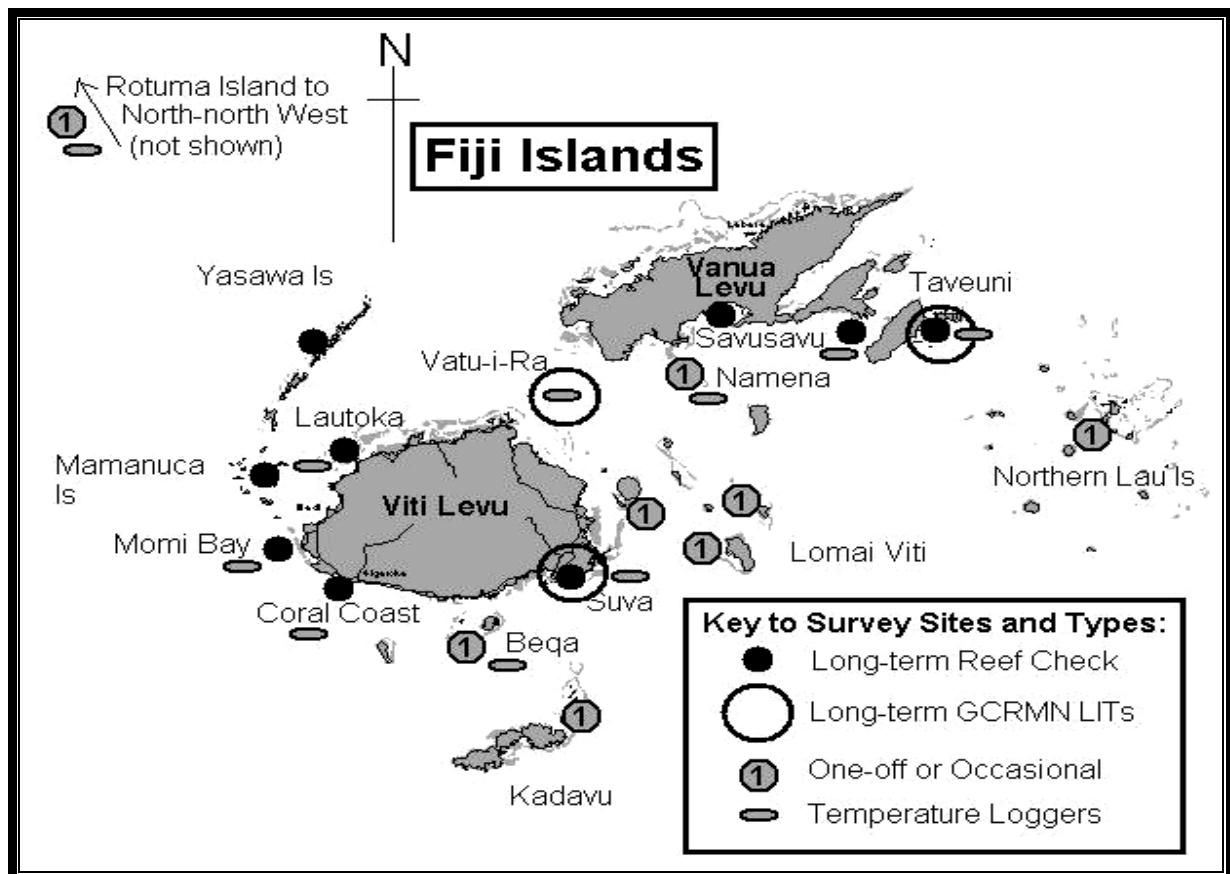 N
Rotuma Island to
North-north West
(not shown)
1
Fiji Islands
Yasawa Is
Vanua
Levu
Taveuni
Savusavu
Vatu-i-Ra
1
Namena
Lautoka
Mamanuca
Is
1
Northern Lau Is
Viti Levu
1
1
Momi Bay
1
Lomai Viti
Suva
Coral Coast
1
Beqa
1
Kadavu
Key to Survey Sites and Types:
Long-term Reef Check
Long-term GCRMN LITs
1
One-off or Occasional
Temperature Loggers